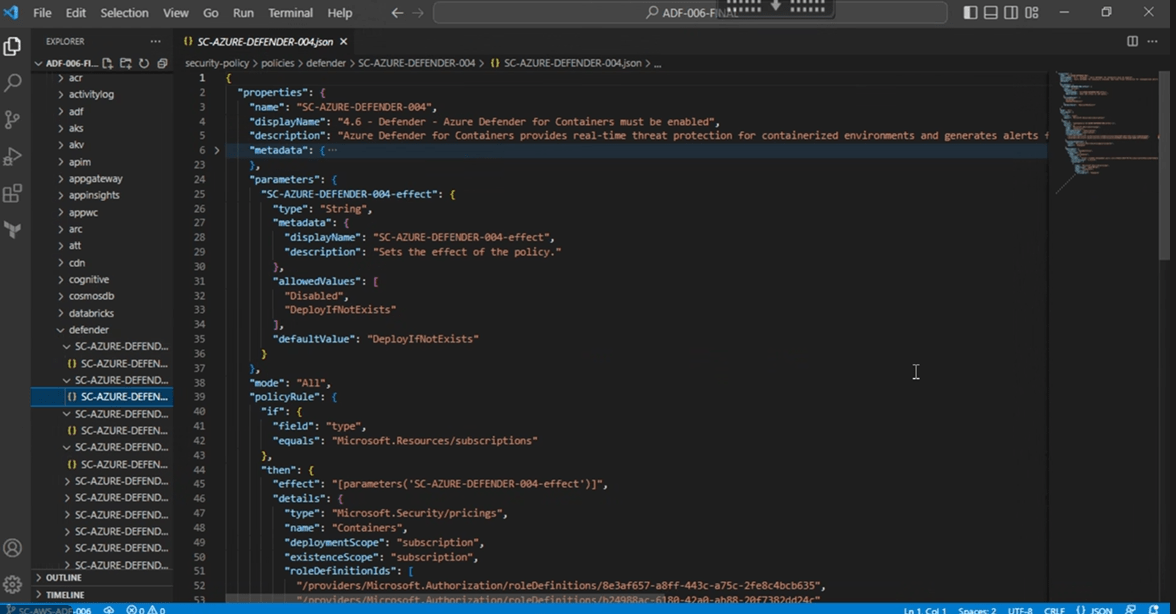 File Edit Selection View Go Run Terminal Help ADF-006-FINAL
EXPLORER
ADF-006-FI...
acr
activitylog
adf
aks
akv
apim
appgateway
appinsights
appwc
arc
att
cdn
cognitive
cosmosdb
databricks
defender
SC-AZURE-DEFEND...
{} SC-AZURE-DEFEN...
SC-AZURE-DEFEND...
{} SC-AZURE-DEFEN...
SC-AZURE-DEFEND...
{} SC-AZURE-DEFEN...
SC-AZURE-DEFEND...
{} SC-AZURE-DEFEN...
SC-AZURE-DEFEND...
SC-AZURE-DEFEND...
SC-AZURE-DEFEND...
SC-AZURE-DEFEND...
SC-AZURE-DEFEND...
SC-AZURE-DEFEND...
OUTLINE
TIMELINE
{} SC-AZURE-DEFENDER-004.json
security-policy > policies > defender > SC-AZURE-DEFENDER-004 > {} SC-AZURE-DEFENDER-004.json > ...
1 {
2 "properties": {
3 "name": "SC-AZURE-DEFENDER-004",
4 "displayName": "4.6 - Defender - Azure Defender for Containers must be enabled",
5 "description": "Azure Defender for Containers provides real-time threat protection for containerized environments and generates alerts f
6 "metadata": { ...
23 },
24 "parameters": {
25 "SC-AZURE-DEFENDER-004-effect": {
26 "type": "String",
27 "metadata": {
28 "displayName": "SC-AZURE-DEFENDER-004-effect",
29 "description": "Sets the effect of the policy."
30 },
31 "allowedValues": [
32 "Disabled",
33 "DeployIfNotExists"
34 ],
35 "defaultValue": "DeployIfNotExists"
36 }
37 },
38 "mode": "All",
39 "policyRule": {
40 "if": {
41 "field": "type",
42 "equals": "Microsoft.Resources/subscriptions"
43 },
44 "then": {
45 "effect": "[parameters('SC-AZURE-DEFENDER-004-effect')]",
46 "details": {
47 "type": "Microsoft.Security/pricings",
48 "name": "Containers",
49 "deploymentScope": "subscription",
50 "existenceScope": "subscription",
51 "roleDefinitionIds": [
52 "/providers/Microsoft.Authorization/roleDefinitions/8e3af657-a8ff-443c-a75c-2fe8c4bcb635",
53 "/providers/Microsoft.Authorization/roleDefinitions/b24988ac-6180-42a0-ab88-20f7382dd24c"
SC-AWS-ADF-006 0 0 Ln 1, Col 1 Spaces: 2 UTF-8 CRLF {} JSON